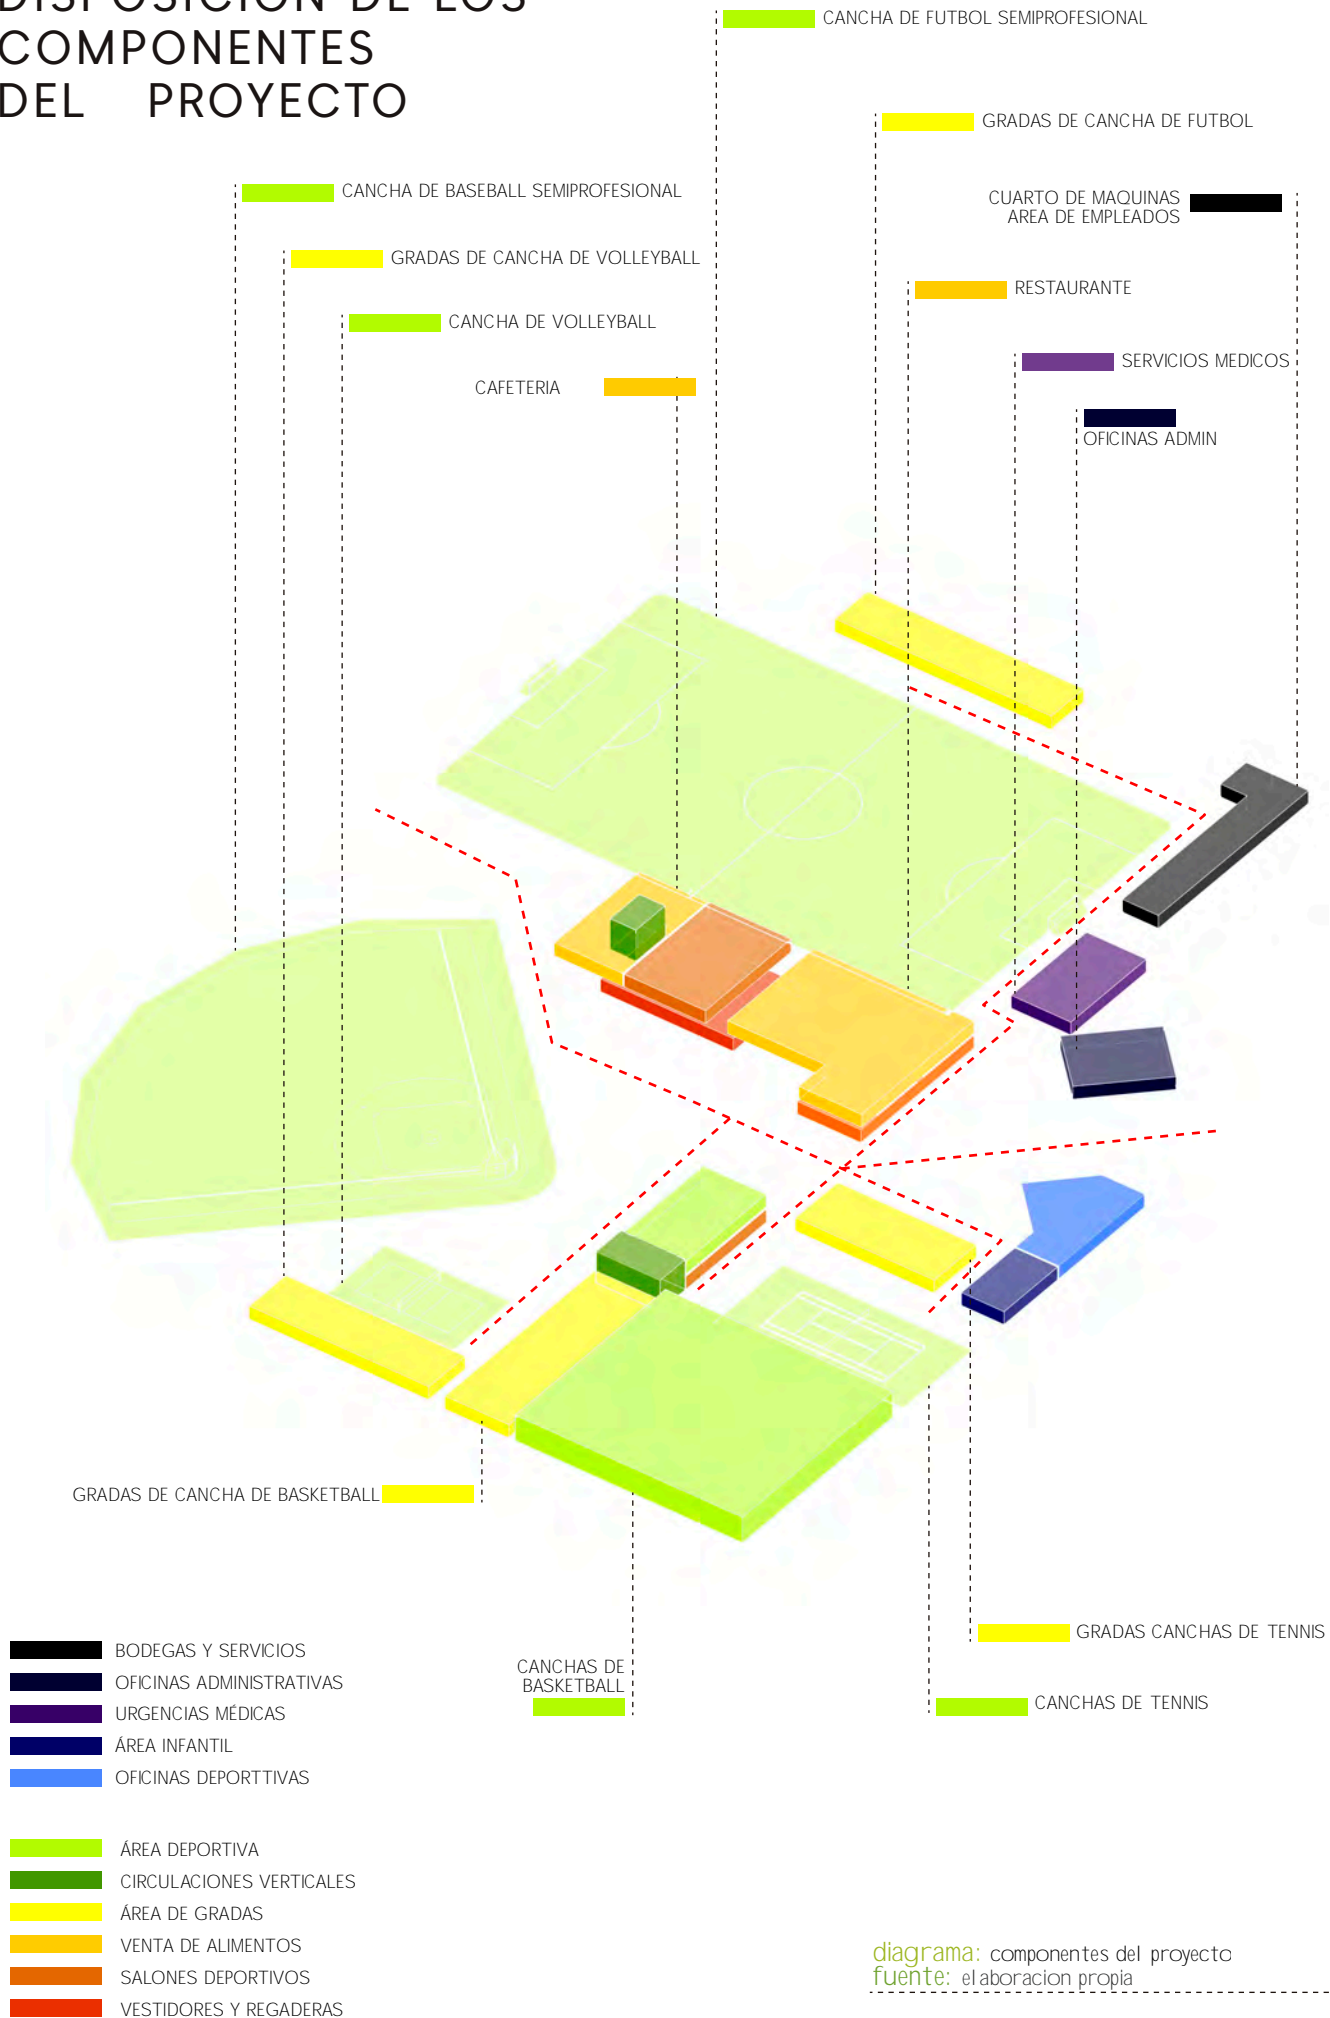 DISPOSICION DE LOS
COMPONENTES
DEL PROYECTO
CANCHA DE FUTBOL SEMIPROFESIONAL
GRADAS DE CANCHA DE FUTBOL
CANCHA DE BASEBALL SEMIPROFESIONAL
CUARTO DE MAQUINAS
AREA DE EMPLEADOS
GRADAS DE CANCHA DE VOLLEYBALL
RESTAURANTE
CANCHA DE VOLLEYBALL
SERVICIOS MEDICOS
CAFETERIA
OFICINAS ADMIN
GRADAS DE CANCHA DE BASKETBALL
GRADAS CANCHAS DE TENNIS
CANCHAS DE
BASKETBALL
CANCHAS DE TENNIS
BODEGAS Y SERVICIOS
OFICINAS ADMINISTRATIVAS
URGENCIAS MÉDICAS
ÁREA INFANTIL
OFICINAS DEPORTTIVAS
ÁREA DEPORTIVA
CIRCULACIONES VERTICALES
ÁREA DE GRADAS
VENTA DE ALIMENTOS
SALONES DEPORTIVOS
VESTIDORES Y REGADERAS
diagrama: componentes del proyecto
fuente: elaboracion propia